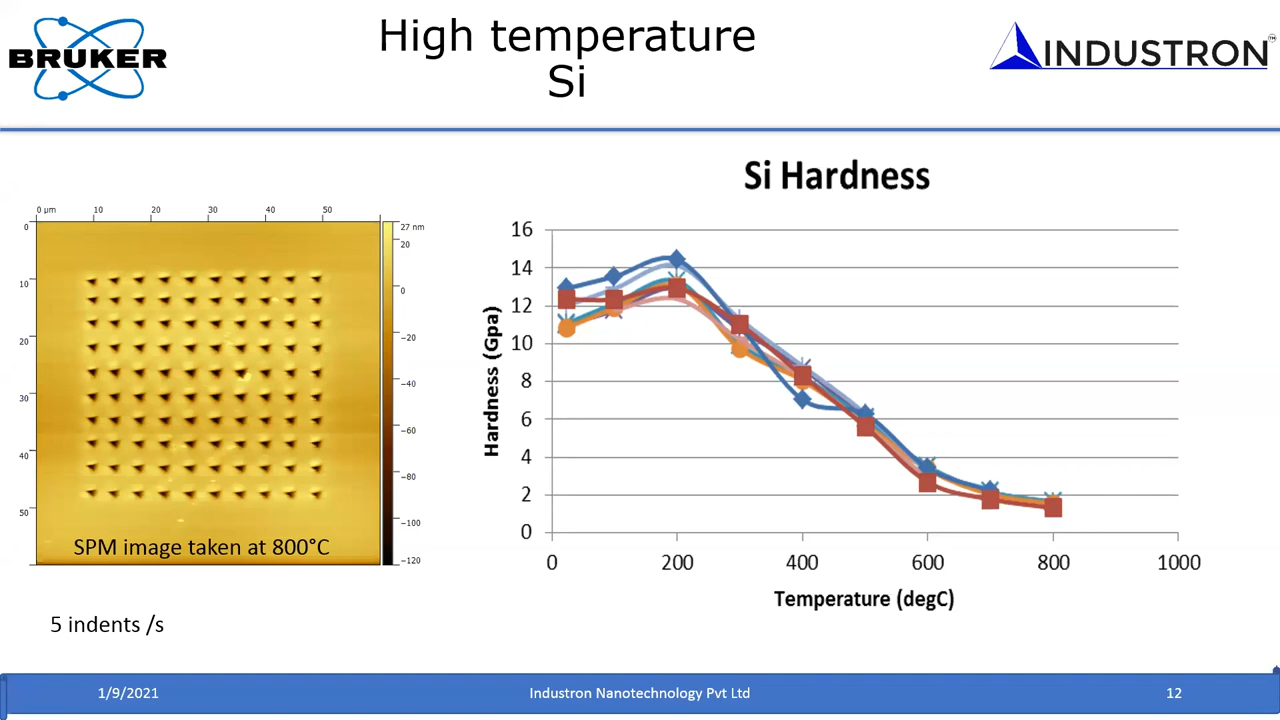 BRUKER
High temperature
Si
INDUSTRON™
0 µm 10 20 30 40 50
0
10
20
30
40
50
27 nm
20
0
−20
−40
−60
−80
−100
−120
SPM image taken at 800°C
5 indents /s
Si Hardness
Hardness (Gpa)
16
14
12
10
8
6
4
2
0
0 200 400 600 800 1000
Temperature (degC)
1/9/2021 Industron Nanotechnology Pvt Ltd 12